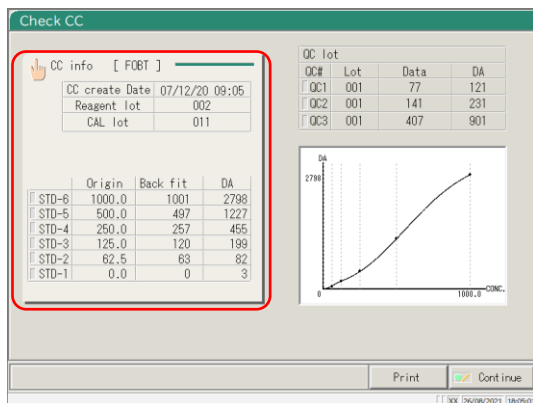 Check CC
CC info [ FOBT ]
CC create Date 07/12/20 09:05
Reagent lot 002
CAL lot 011
Origin Back fit DA
STD-6 1000.0 1001 2798
STD-5 500.0 497 1227
STD-4 250.0 257 455
STD-3 125.0 120 199
STD-2 62.5 63 82
STD-1 0.0 0 3
QC lot
QC# Lot Data DA
QC1 001 77 121
QC2 001 141 231
QC3 001 407 901
DA
2798
0 1000.0 CONC.
Print Continue
XX 26/08/2021 18:05:01